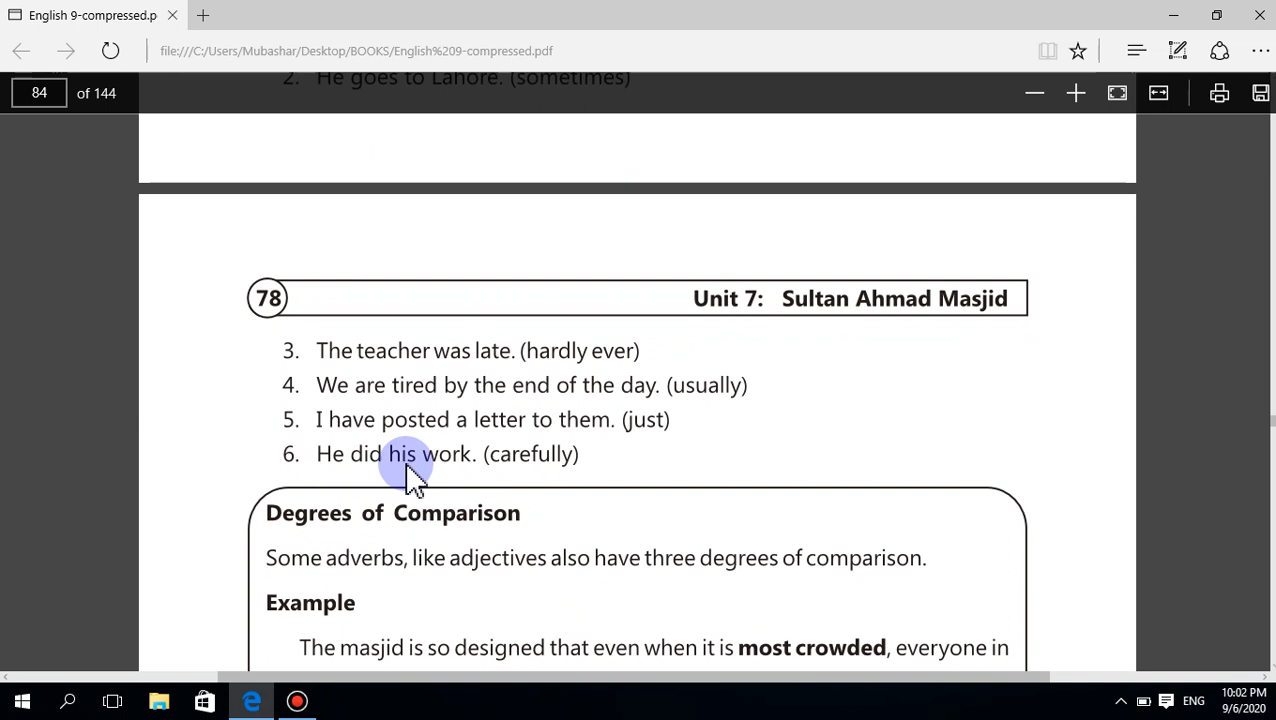 English 9-compressed.p
file:///C:/Users/Mubashar/Desktop/BOOKS/English%209-compressed.pdf
2. He goes to Lahore. (sometimes)
84 of 144
78 Unit 7: Sultan Ahmad Masjid
3. The teacher was late. (hardly ever)
4. We are tired by the end of the day. (usually)
5. I have posted a letter to them. (just)
6. He did his work. (carefully)
Degrees of Comparison
Some adverbs, like adjectives also have three degrees of comparison.
Example
The masjid is so designed that even when it is most crowded, everyone in
ENG
10:02 PM
9/6/2020